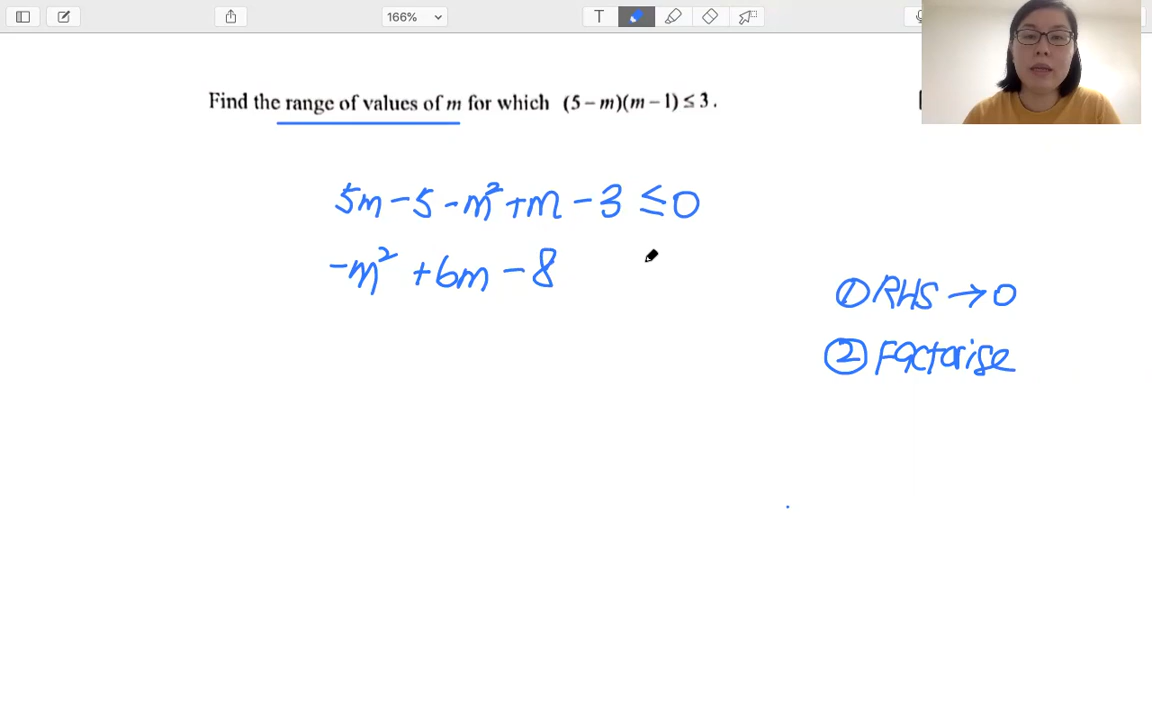 166%
T
Find the range of values of m for which (5 – m)(m – 1) ≤ 3 .
5m - 5 - m² + m - 3 ≤ 0
-m² + 6m - 8
① RHS → 0
② Factorise